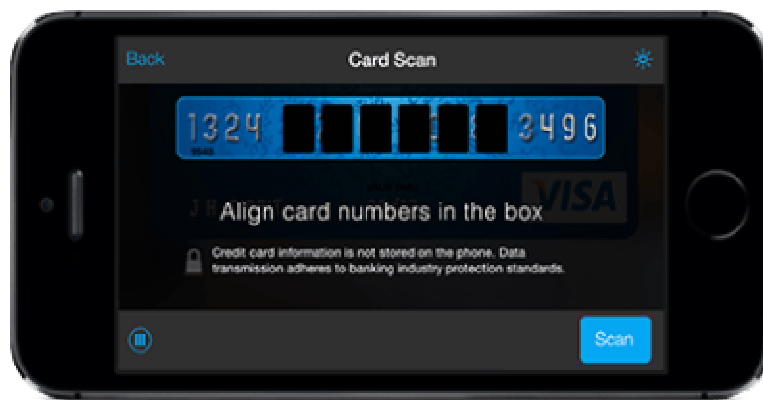 Back
Card Scan
1324
3496
VISA
Align card numbers in the box
Credit card information is not stored on the phone. Data
transmission adheres to banking industry protection standards.
Scan